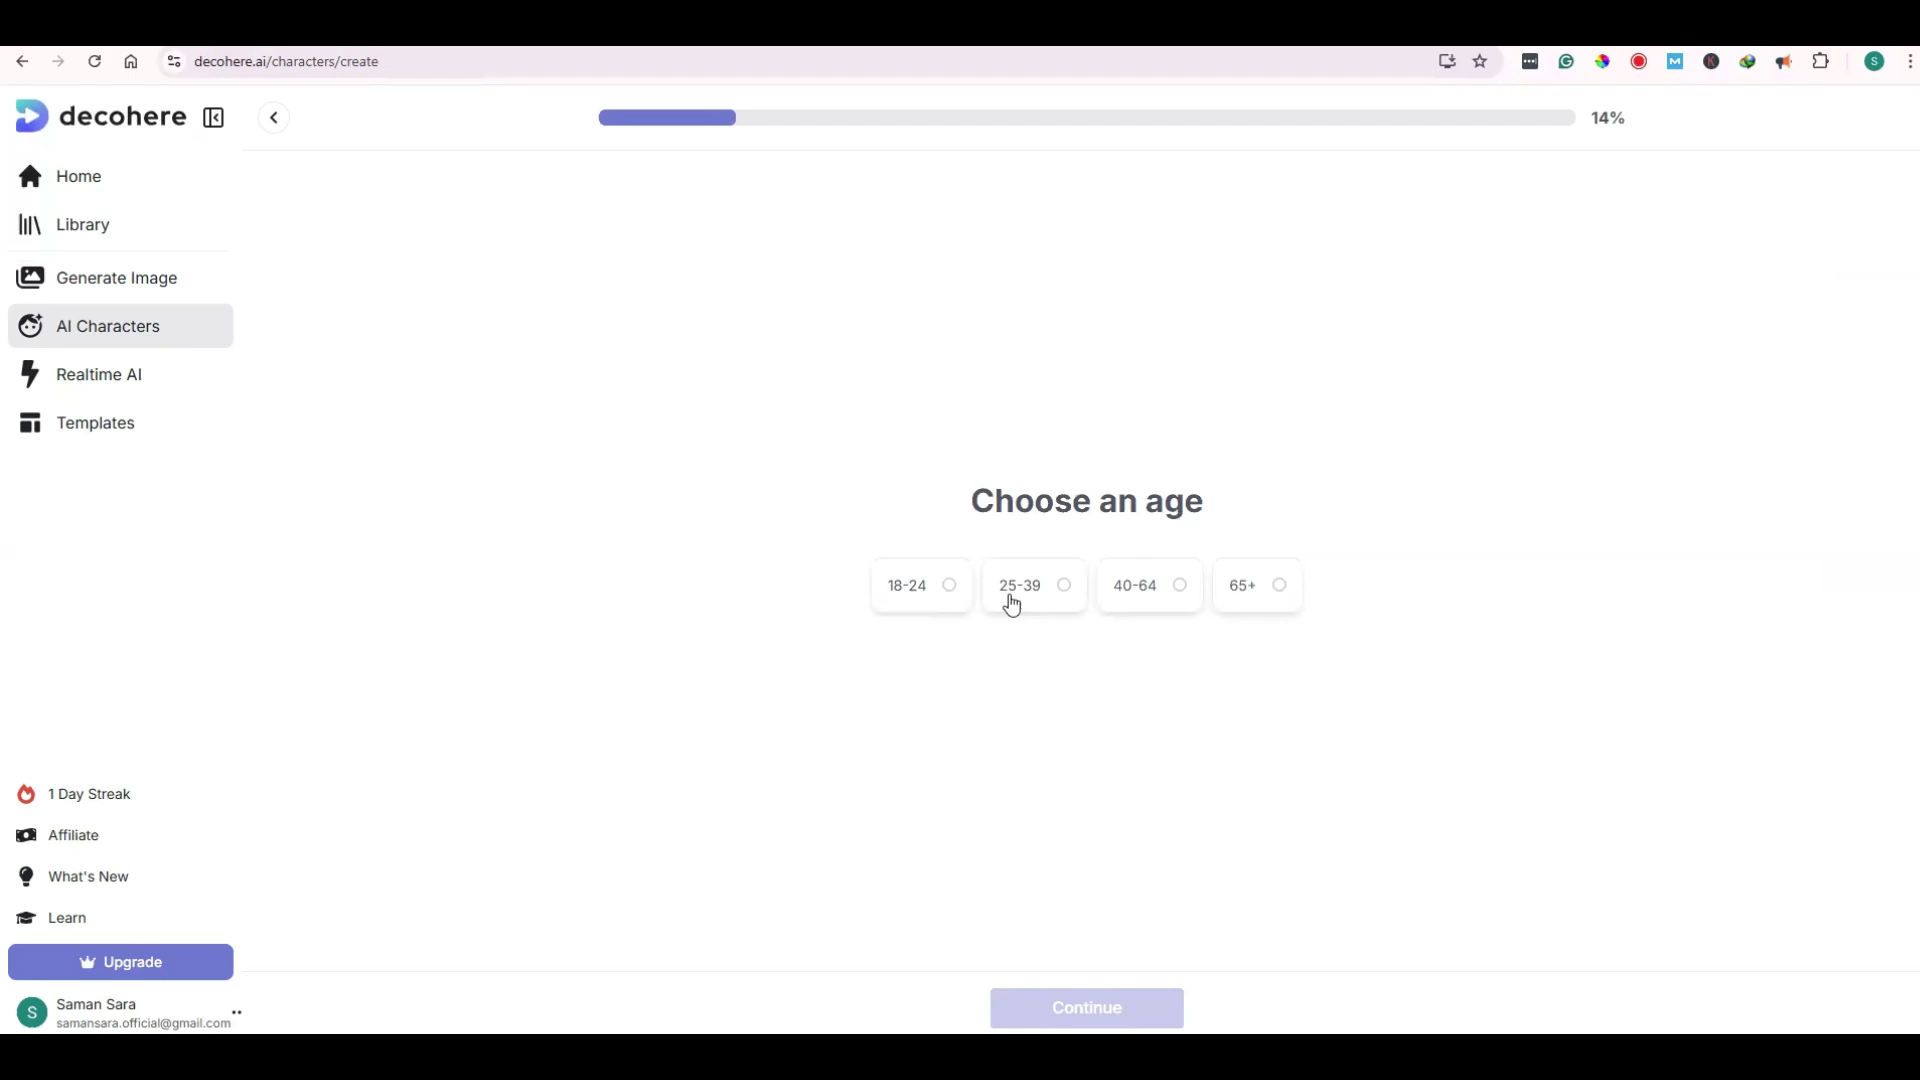 decohere.ai/characters/create
decohere
14%
Home
Library
Generate Image
AI Characters
Realtime AI
Templates
Choose an age
18-24
25-39
40-64
65+
1 Day Streak
Affiliate
What's New
Learn
Upgrade
S
Saman Sara
samansara.official@gmail.com
Continue
S
M
K